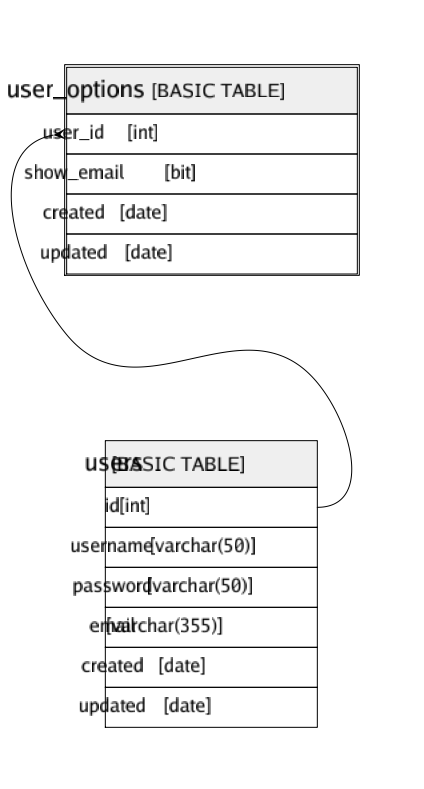 user_options [BASIC TABLE]
user_id [int]
show_email [bit]
created [date]
updated [date]
users [BASIC TABLE]
id [int]
username [varchar(50)]
password [varchar(50)]
email [varchar(355)]
created [date]
updated [date]